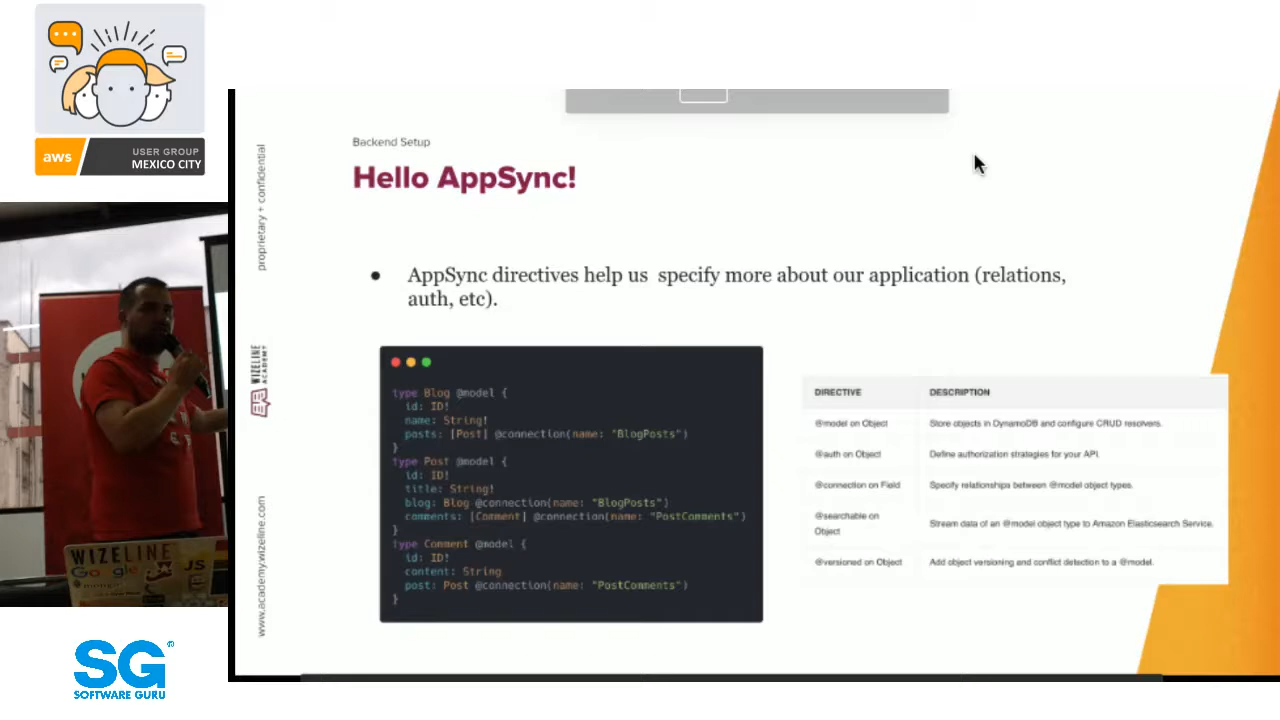 aws
USER GROUP
MEXICO CITY
Backend Setup
Hello AppSync!
proprietary + confidential
WIZELINE
ACADEMY
www.academy.wizeline.com
● AppSync directives help us specify more about our application (relations,
auth, etc).
type Blog @model {
id: ID!
name: String!
posts: [Post] @connection(name: "BlogPosts")
}
type Post @model {
id: ID!
title: String!
blog: Blog @connection(name: "BlogPosts")
comments: [Comment] @connection(name: "PostComments")
}
type Comment @model {
id: ID!
content: String
post: Post @connection(name: "PostComments")
}
DIRECTIVE DESCRIPTION
@model on Object Store objects in DynamoDB and configure CRUD resolvers.
@auth on Object Define authorization strategies for your API.
@connection on Field Specify relationships between @model object types.
@searchable on
Object
Stream data of an @model object type to Amazon Elasticsearch Service.
@versioned on Object Add object versioning and conflict detection to a @model.
WIZELINE
Google
JS
SG®
SOFTWARE GURU